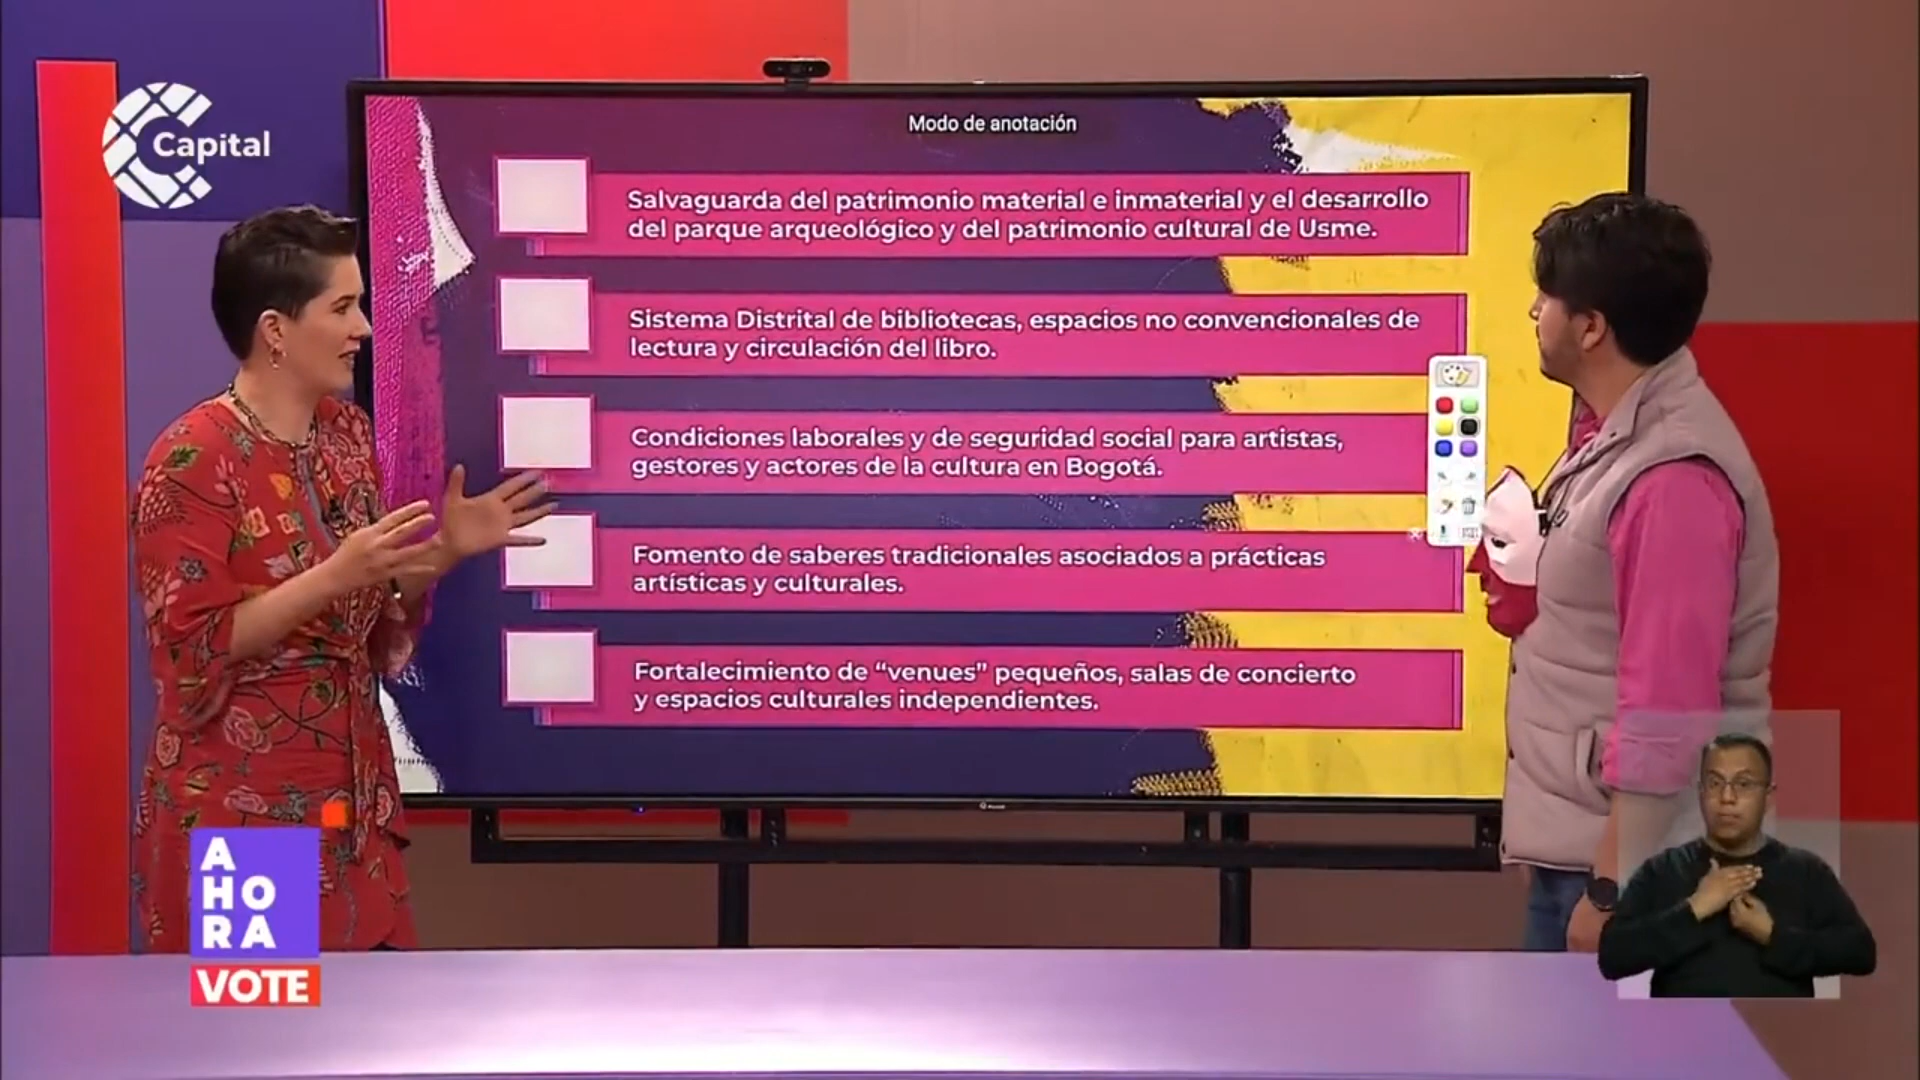 Capital
Modo de anotación
Salvaguarda del patrimonio material e inmaterial y el desarrollo
del parque arqueológico y del patrimonio cultural de Usme.
Sistema Distrital de bibliotecas, espacios no convencionales de
lectura y circulación del libro.
Condiciones laborales y de seguridad social para artistas,
gestores y actores de la cultura en Bogotá.
Fomento de saberes tradicionales asociados a prácticas
artísticas y culturales.
Fortalecimiento de “venues” pequeños, salas de concierto
y espacios culturales independientes.
A
HO
RA
VOTE